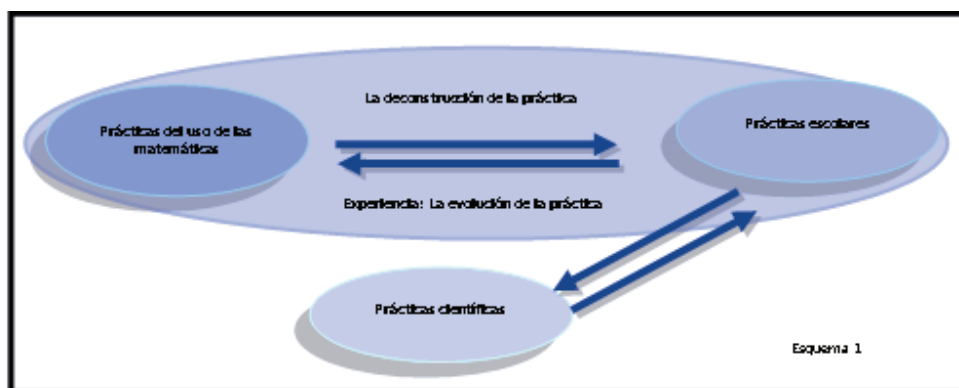 La deconstrucción de la práctica
Prácticas del uso de las
matemáticas
Prácticas escolares
Experiencia: La evolución de la práctica
Prácticas científicas
Esquema 1